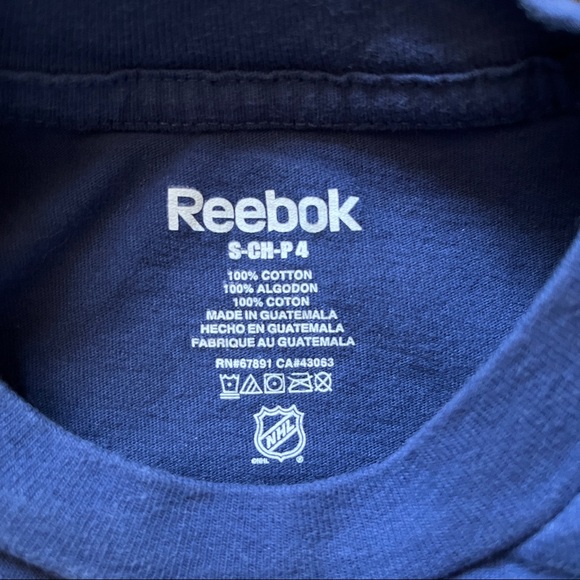 Reebok
S-CH-P 4
100% COTTON
100% ALGODON
100% COTON
MADE IN GUATEMALA
HECHO EN GUATEMALA
FABRIQUE AU GUATEMALA
RN#67891 CA#43063
NHL